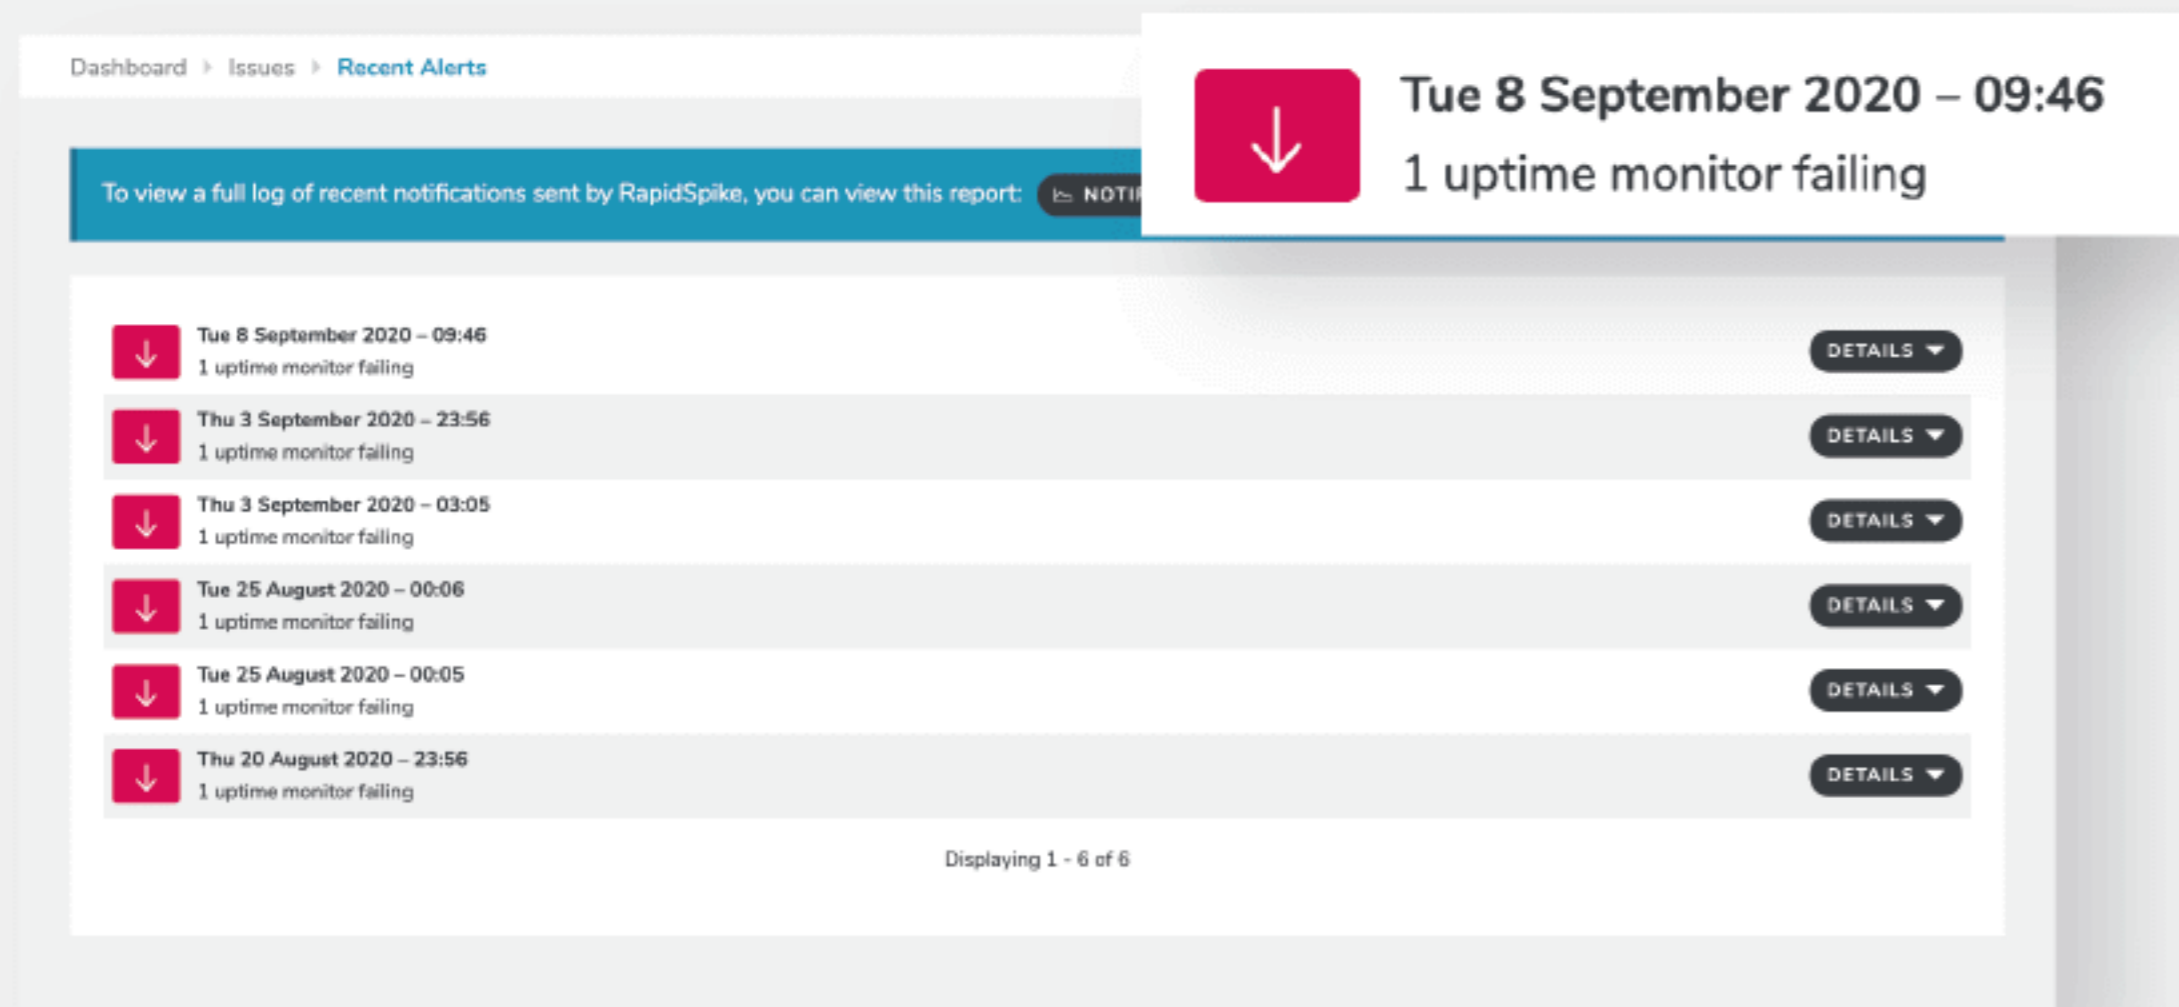 Dashboard Issues Recent Alerts
Tue 8 September 2020 – 09:46
1 uptime monitor failing
To view a full log of recent notifications sent by RapidSpike, you can view this report:
Tue 8 September 2020 – 09:46
1 uptime monitor failing
DETAILS
Thu 3 September 2020 – 23:56
1 uptime monitor failing
DETAILS
Thu 3 September 2020 – 03:05
1 uptime monitor failing
DETAILS
Tue 25 August 2020 – 00:06
1 uptime monitor failing
DETAILS
Tue 25 August 2020 – 00:05
1 uptime monitor failing
DETAILS
Thu 20 August 2020 – 23:56
1 uptime monitor failing
DETAILS
Displaying 1 - 6 of 6